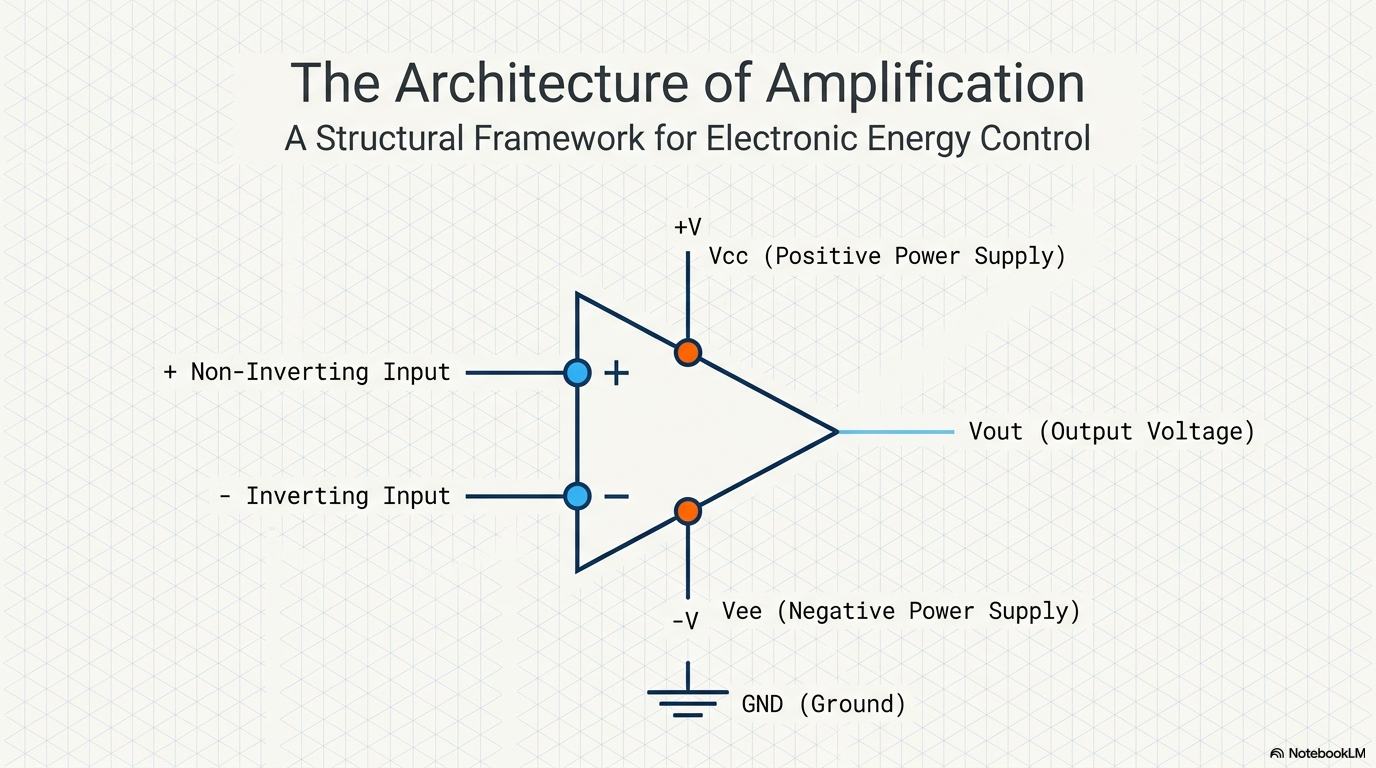 The Architecture of Amplification
A Structural Framework for Electronic Energy Control
+V
Vcc (Positive Power Supply)
+ Non-Inverting Input
+
Vout (Output Voltage)
- Inverting Input
−
-V
Vee (Negative Power Supply)
GND (Ground)
NotebookLM